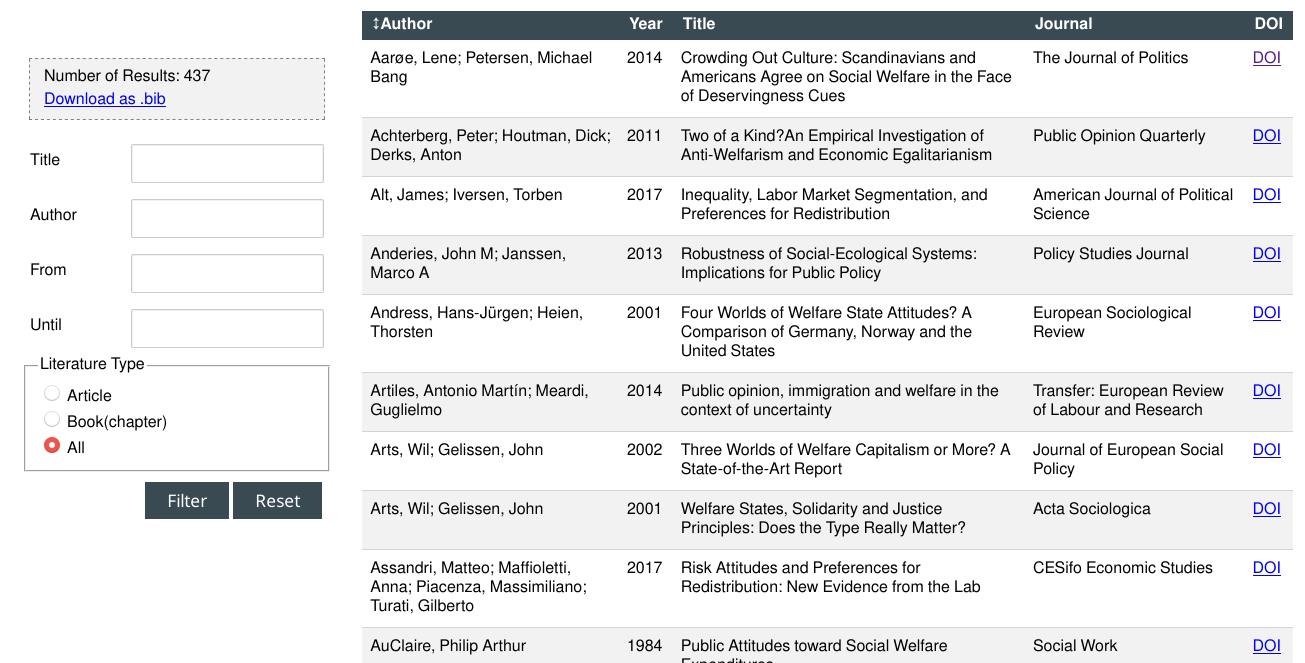 Number of Results: 437
Download as .bib
Title
Author
From
Until
Literature Type
Article
Book(chapter)
All
Filter Reset
↕Author Year Title Journal DOI
Aarøe, Lene; Petersen, Michael 2014 Crowding Out Culture: Scandinavians and The Journal of Politics DOI
Bang Americans Agree on Social Welfare in the Face
of Deservingness Cues
Achterberg, Peter; Houtman, Dick; 2011 Two of a Kind?An Empirical Investigation of Public Opinion Quarterly DOI
Derks, Anton Anti-Welfarism and Economic Egalitarianism
Alt, James; Iversen, Torben 2017 Inequality, Labor Market Segmentation, and American Journal of Political DOI
Preferences for Redistribution Science
Anderies, John M; Janssen, 2013 Robustness of Social-Ecological Systems: Policy Studies Journal DOI
Marco A Implications for Public Policy
Andress, Hans-Jürgen; Heien, 2001 Four Worlds of Welfare State Attitudes? A European Sociological DOI
Thorsten Comparison of Germany, Norway and the Review
United States
Artiles, Antonio Martín; Meardi, 2014 Public opinion, immigration and welfare in the Transfer: European Review DOI
Guglielmo context of uncertainty of Labour and Research
Arts, Wil; Gelissen, John 2002 Three Worlds of Welfare Capitalism or More? A Journal of European Social DOI
State-of-the-Art Report Policy
Arts, Wil; Gelissen, John 2001 Welfare States, Solidarity and Justice Acta Sociologica DOI
Principles: Does the Type Really Matter?
Assandri, Matteo; Maffioletti, 2017 Risk Attitudes and Preferences for CESifo Economic Studies DOI
Anna; Piacenza, Massimiliano; Redistribution: New Evidence from the Lab
Turati, Gilberto
AuClaire, Philip Arthur 1984 Public Attitudes toward Social Welfare Social Work DOI